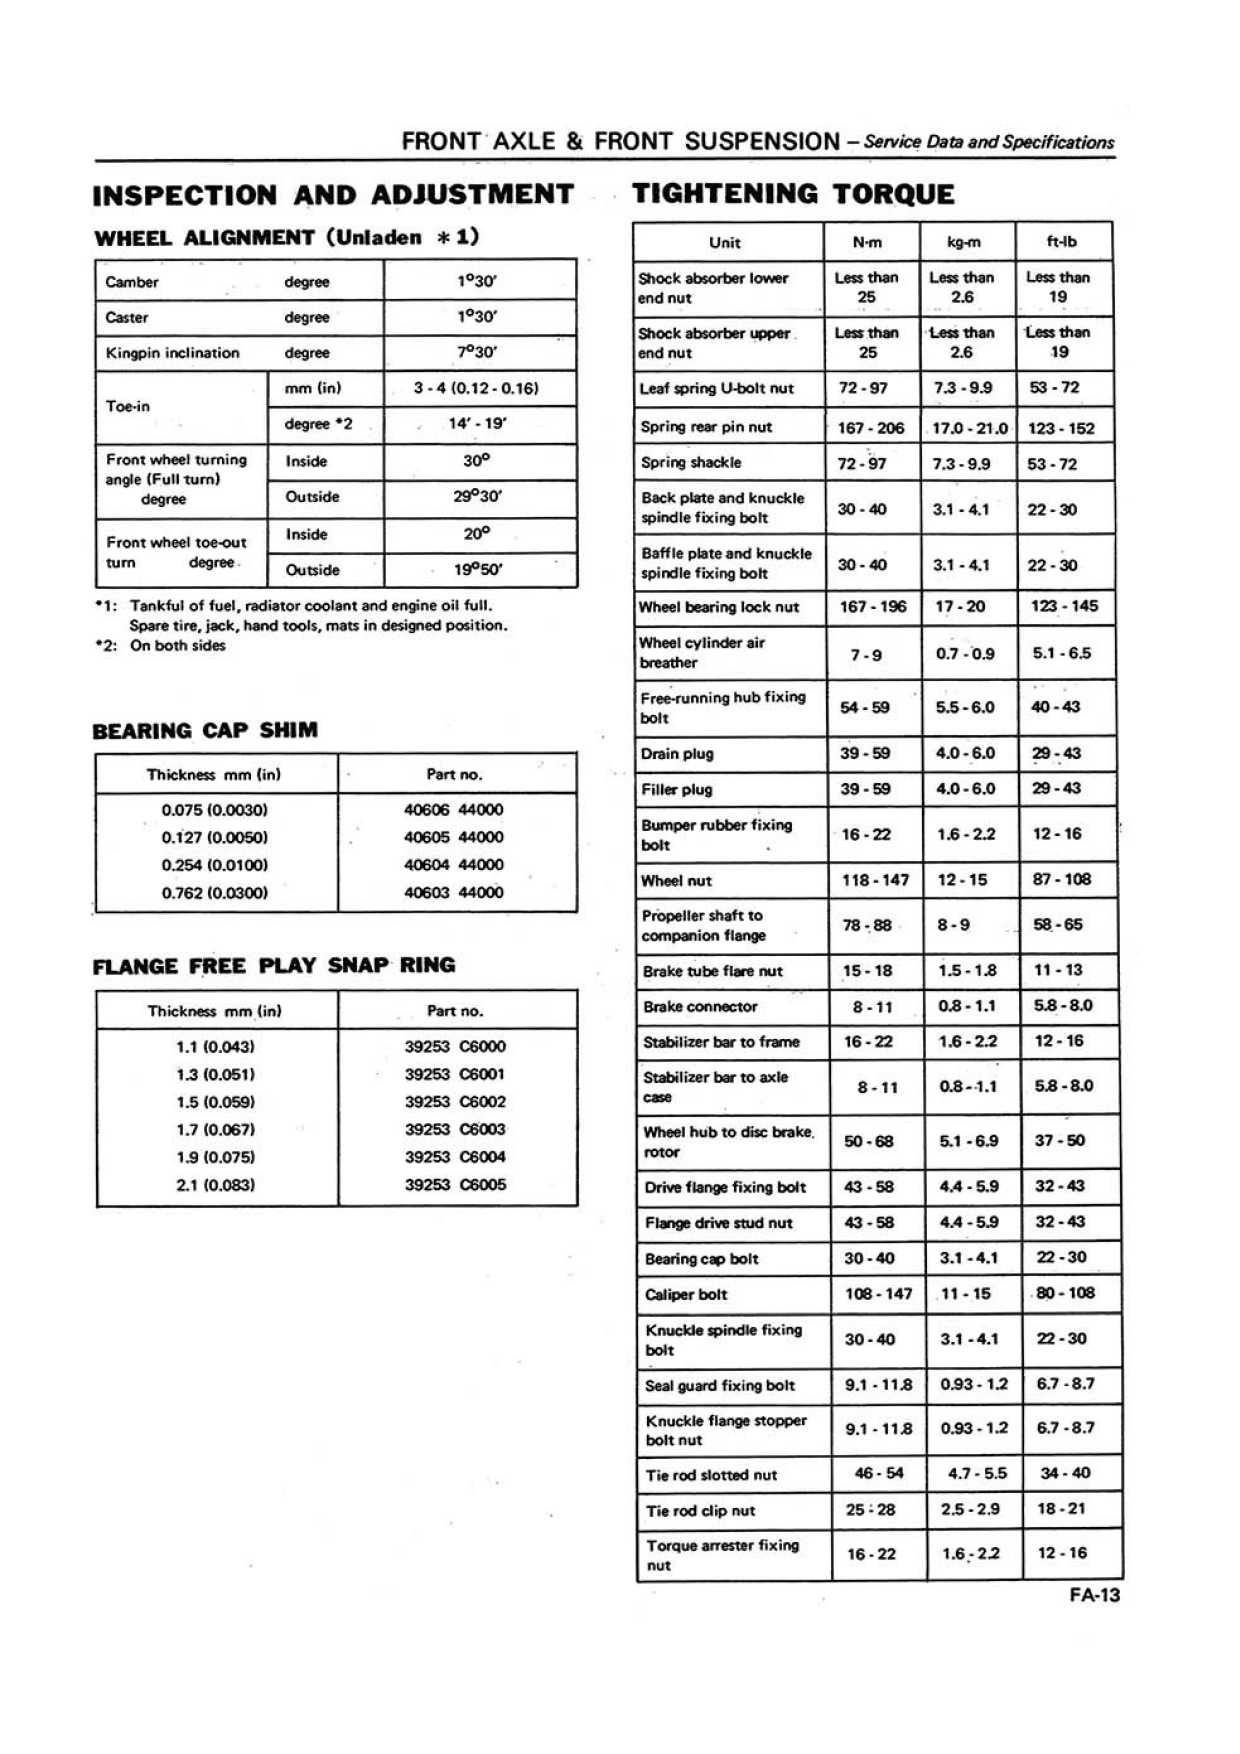 FRONT AXLE & FRONT SUSPENSION – Service Data and Specifications
INSPECTION AND ADJUSTMENT
WHEEL ALIGNMENT (Unladen *1)
Camber degree 1°30′
Caster degree 1°30′
Kingpin inclination degree 7°30′
Toe-in
mm (in) 3 - 4 (0.12 - 0.16)
degree *2 14′ - 19′
Front wheel turning
angle (Full turn)
degree
Inside 30°
Outside 29°30′
Front wheel toe-out
turn degree
Inside 20°
Outside 19°50′
*1: Tankful of fuel, radiator coolant and engine oil full.
Spare tire, jack, hand tools, mats in designed position.
*2: On both sides
BEARING CAP SHIM
Thickness mm (in) Part no.
0.075 (0.0030) 40606 44000
0.127 (0.0050) 40605 44000
0.254 (0.0100) 40604 44000
0.762 (0.0300) 40603 44000
FLANGE FREE PLAY SNAP RING
Thickness mm (in) Part no.
1.1 (0.043) 39253 C6000
1.3 (0.051) 39253 C6001
1.5 (0.059) 39253 C6002
1.7 (0.067) 39253 C6003
1.9 (0.075) 39253 C6004
2.1 (0.083) 39253 C6005
TIGHTENING TORQUE
Unit N·m kg-m ft-lb
Shock absorber lower Less than Less than Less than
end nut 25 2.6 19
Shock absorber upper Less than Less than Less than
end nut 25 2.6 19
Leaf spring U-bolt nut 72 - 97 7.3 - 9.9 53 - 72
Spring rear pin nut 167 - 206 17.0 - 21.0 123 - 152
Spring shackle 72 - 97 7.3 - 9.9 53 - 72
Back plate and knuckle
spindle fixing bolt 30 - 40 3.1 - 4.1 22 - 30
Baffle plate and knuckle
spindle fixing bolt 30 - 40 3.1 - 4.1 22 - 30
Wheel bearing lock nut 167 - 196 17 - 20 123 - 145
Wheel cylinder air
breather 7 - 9 0.7 - 0.9 5.1 - 6.5
Free-running hub fixing
bolt 54 - 59 5.5 - 6.0 40 - 43
Drain plug 39 - 59 4.0 - 6.0 29 - 43
Filler plug 39 - 59 4.0 - 6.0 29 - 43
Bumper rubber fixing
bolt 16 - 22 1.6 - 2.2 12 - 16
Wheel nut 118 - 147 12 - 15 87 - 108
Propeller shaft to
companion flange 78 - 88 8 - 9 58 - 65
Brake tube flare nut 15 - 18 1.5 - 1.8 11 - 13
Brake connector 8 - 11 0.8 - 1.1 5.8 - 8.0
Stabilizer bar to frame 16 - 22 1.6 - 2.2 12 - 16
Stabilizer bar to axle
case 8 - 11 0.8 - 1.1 5.8 - 8.0
Wheel hub to disc brake
rotor 50 - 68 5.1 - 6.9 37 - 50
Drive flange fixing bolt 43 - 58 4.4 - 5.9 32 - 43
Flange drive stud nut 43 - 58 4.4 - 5.9 32 - 43
Bearing cap bolt 30 - 40 3.1 - 4.1 22 - 30
Caliper bolt 108 - 147 11 - 15 80 - 108
Knuckle spindle fixing
bolt 30 - 40 3.1 - 4.1 22 - 30
Seal guard fixing bolt 9.1 - 11.8 0.93 - 1.2 6.7 - 8.7
Knuckle flange stopper
bolt nut 9.1 - 11.8 0.93 - 1.2 6.7 - 8.7
Tie rod slotted nut 46 - 54 4.7 - 5.5 34 - 40
Tie rod clip nut 25 - 28 2.5 - 2.9 18 - 21
Torque arrester fixing
nut 16 - 22 1.6 - 2.2 12 - 16
FA-13